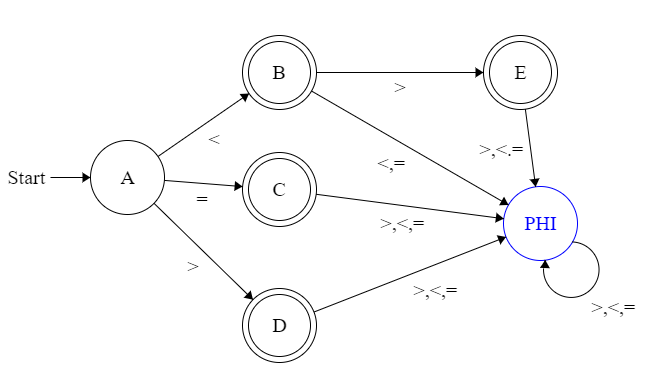 B
E
>
<
>,<.=
<,=
Start
A
=
C
PHI
>,<,=
>
>,<,=
>,<,=
D